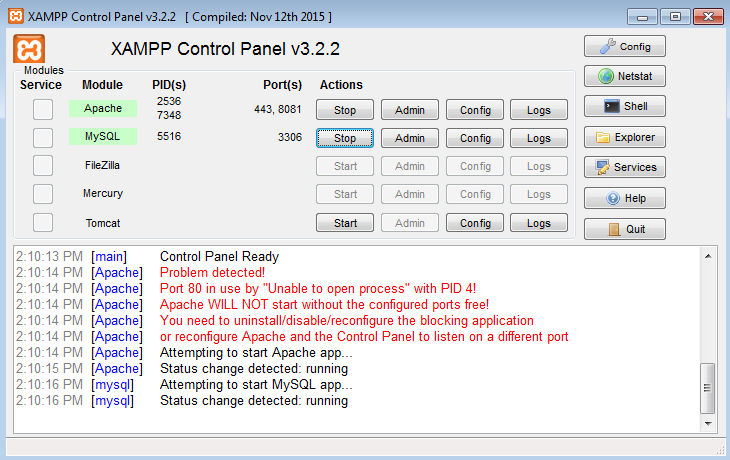 XAMPP Control Panel v3.2.2 [ Compiled: Nov 12th 2015 ]
XAMPP Control Panel v3.2.2
Config
Modules
Service Module PID(s) Port(s) Actions
Netstat
Apache 2536 7348 443, 8081 Stop Admin Config Logs
Shell
MySQL 5516 3306 Stop Admin Config Logs
Explorer
FileZilla Start Admin Config Logs
Services
Mercury Start Admin Config Logs
Help
Tomcat Start Admin Config Logs
Quit
2:10:13 PM [main] Control Panel Ready
2:10:14 PM [Apache] Problem detected!
2:10:14 PM [Apache] Port 80 in use by "Unable to open process" with PID 4!
2:10:14 PM [Apache] Apache WILL NOT start without the configured ports free!
2:10:14 PM [Apache] You need to uninstall/disable/reconfigure the blocking application
2:10:14 PM [Apache] or reconfigure Apache and the Control Panel to listen on a different port
2:10:14 PM [Apache] Attempting to start Apache app...
2:10:15 PM [Apache] Status change detected: running
2:10:16 PM [mysql] Attempting to start MySQL app...
2:10:16 PM [mysql] Status change detected: running